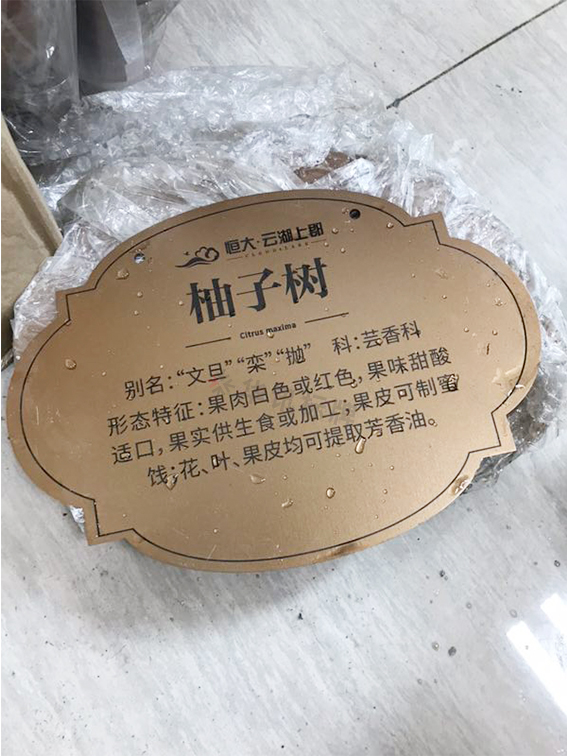 恒大·云湖上郡
柚子树
Citrus maxima
别名：“文旦”“栾”“抛” 科：芸香科
形态特征：果肉白色或红色，果味甜酸
适口，果实供生食或加工；果皮可制蜜
饯；花、叶、果皮均可提取芳香油。